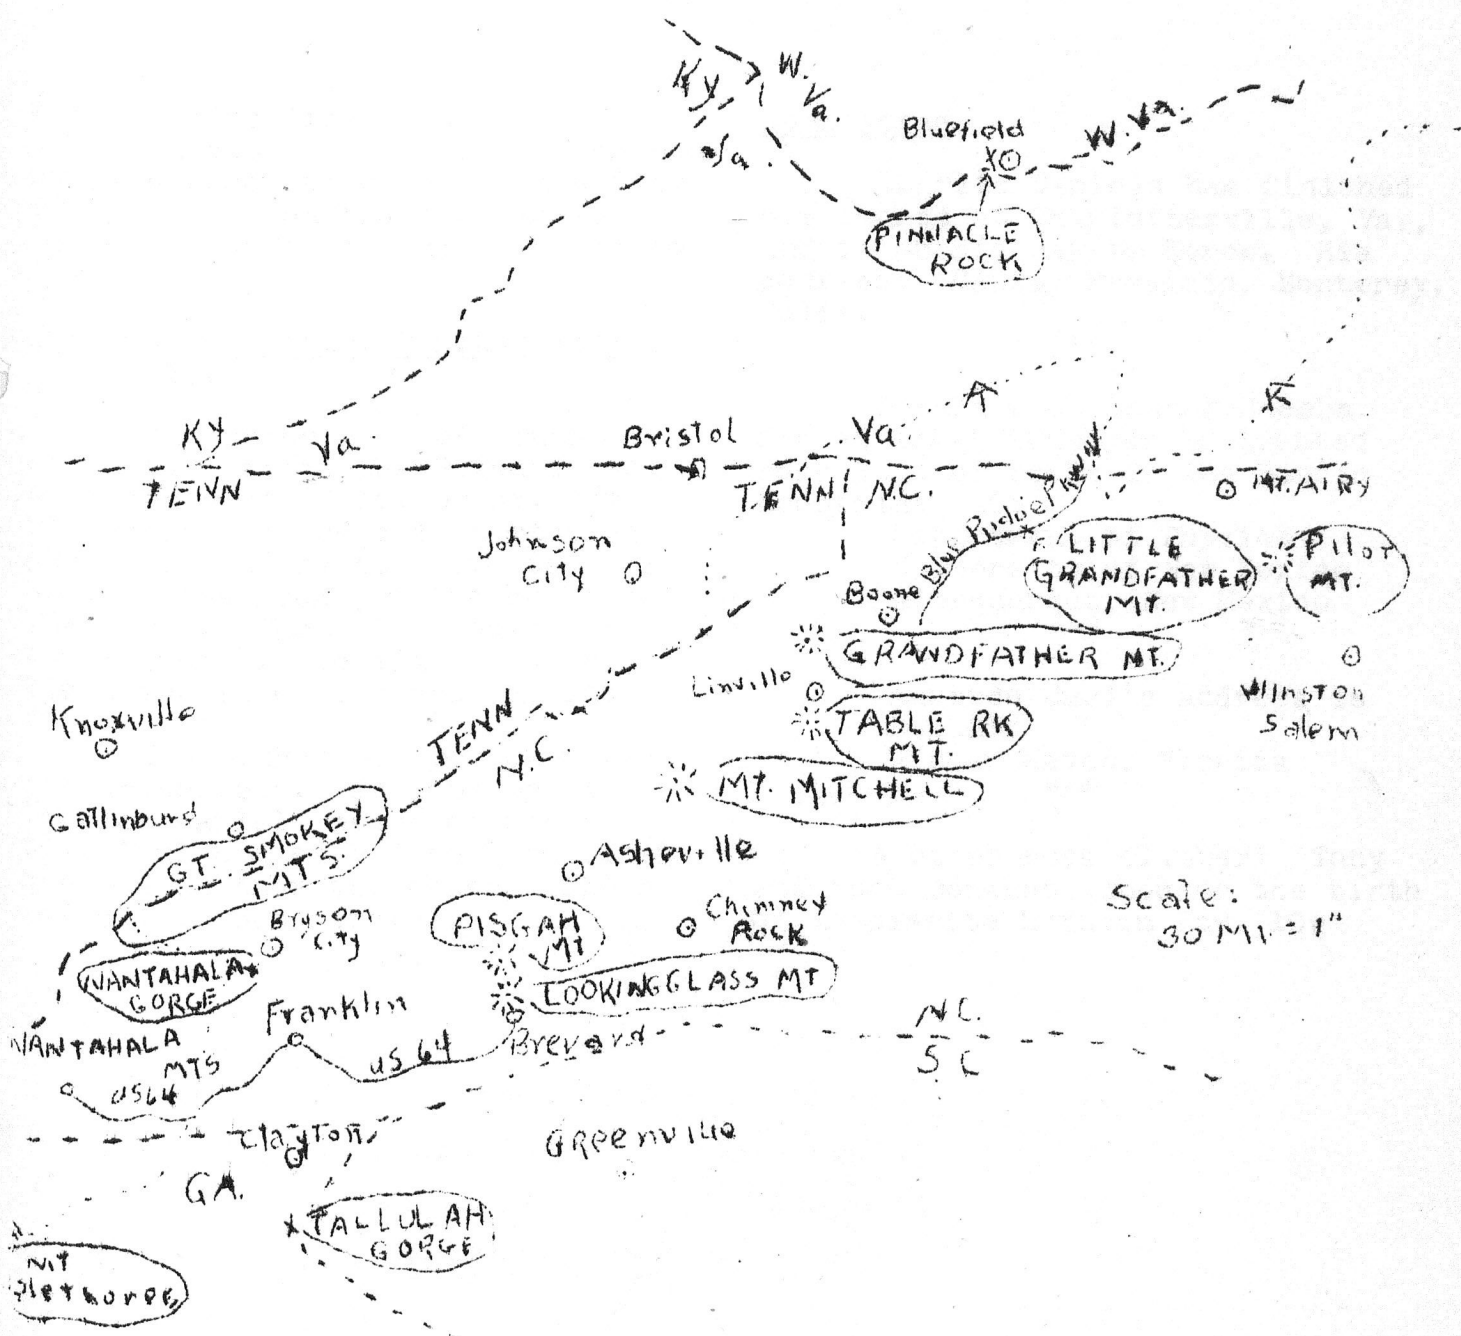 Ky
W.
Va.
Va.
Bluefield
W. Va.
PINNACLE
ROCK
KY
Va.
TENN
Bristol
Va
TENN
N.C.
Blue Ridge PKWY
MT. AIRY
Johnson
City
Boone
LITTLE
GRANDFATHER
MT.
PILOT
MT.
GRANDFATHER MT.
Linville
TABLE RK
MT.
Winston
Salem
MT. MITCHELL
Knoxville
TENN
N.C.
Gatlinburg
GT. SMOKEY
MTS.
Asheville
Bryson
City
PISGAH
MT
Chimney
Rock
Scale:
30 MI = 1"
NANTAHALA
GORGE
LOOKINGGLASS MT
Franklin
NANTAHALA
MTS
US 64
US 64
Brevard
N.C.
S.C
Clayton
Greenville
GA.
TALLULAH
GORGE
MT
glethorpe